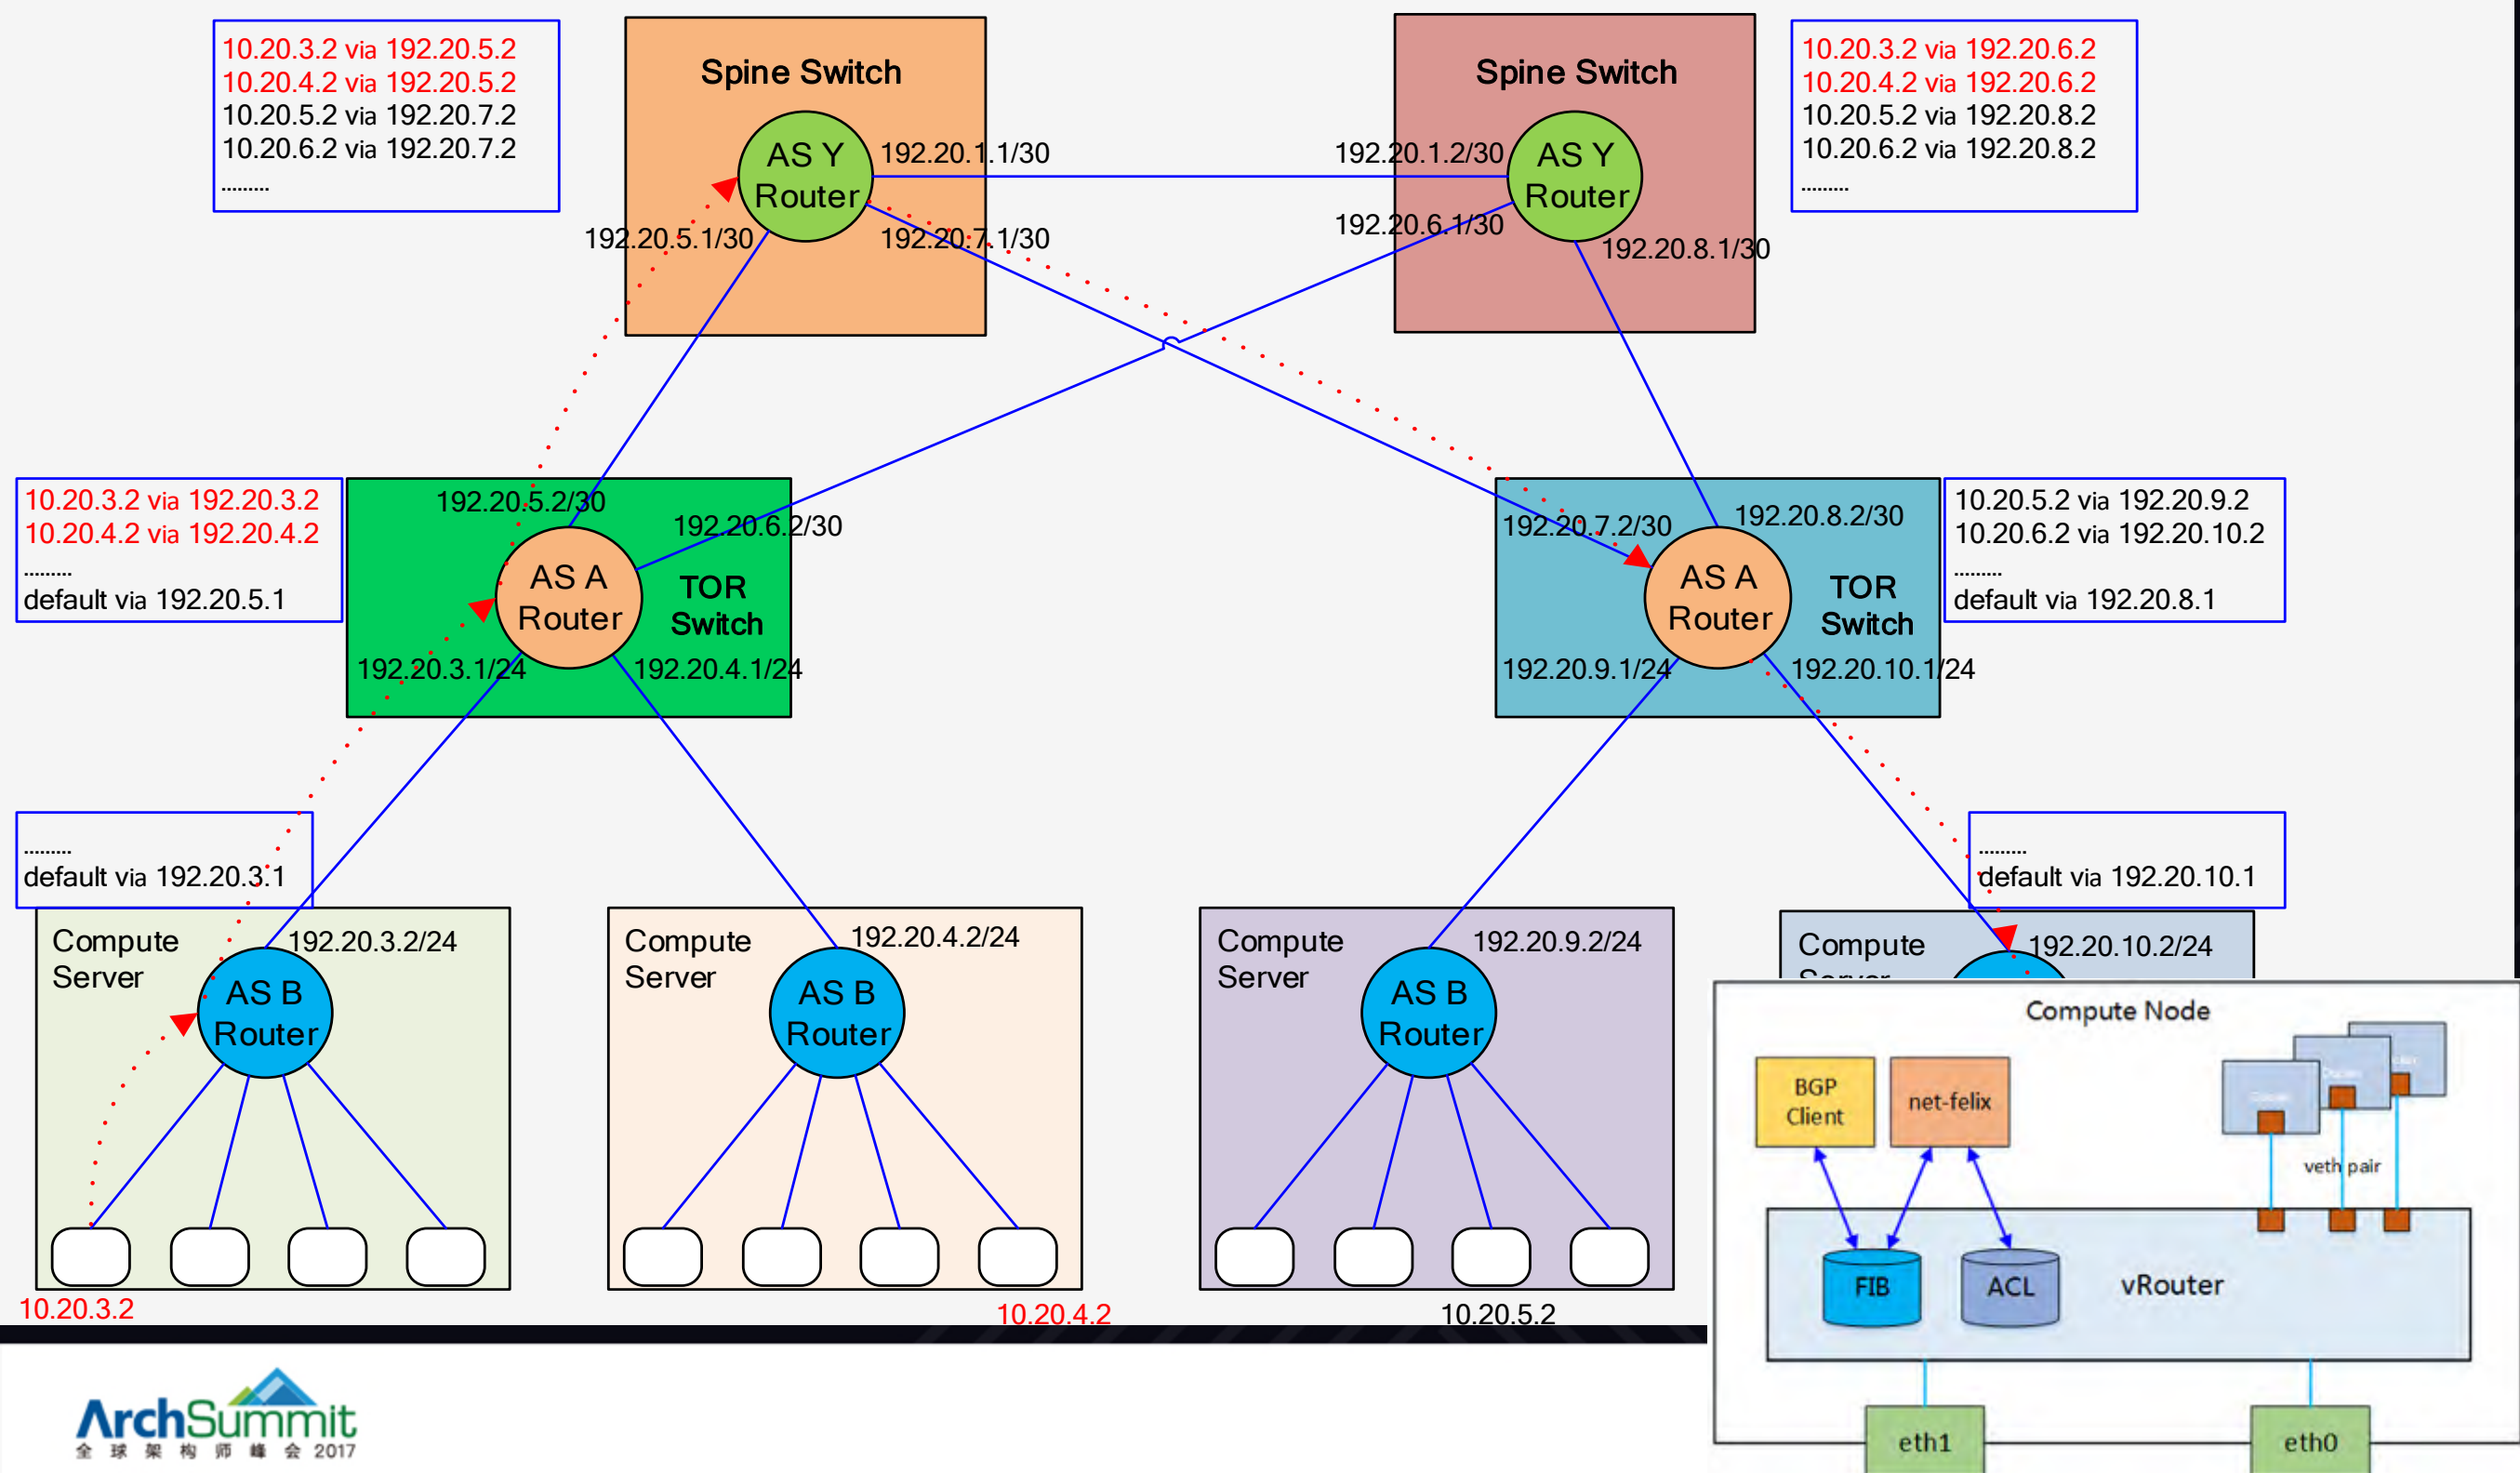 10.20.3.2 via 192.20.5.2
10.20.4.2 via 192.20.5.2
10.20.5.2 via 192.20.7.2
10.20.6.2 via 192.20.7.2
.........
Spine Switch
AS Y
Router
192.20.1.1/30
192.20.5.1/30
192.20.7.1/30
Spine Switch
192.20.1.2/30
AS Y
Router
192.20.6.1/30
192.20.8.1/30
10.20.3.2 via 192.20.6.2
10.20.4.2 via 192.20.6.2
10.20.5.2 via 192.20.8.2
10.20.6.2 via 192.20.8.2
.........
10.20.3.2 via 192.20.3.2
10.20.4.2 via 192.20.4.2
.........
default via 192.20.5.1
192.20.5.2/30
192.20.6.2/30
AS A
Router
TOR
Switch
192.20.3.1/24
192.20.4.1/24
192.20.7.2/30
192.20.8.2/30
AS A
Router
TOR
Switch
192.20.9.1/24
192.20.10.1/24
10.20.5.2 via 192.20.9.2
10.20.6.2 via 192.20.10.2
.........
default via 192.20.8.1
.........
default via 192.20.3.1
.........
default via 192.20.10.1
Compute
Server
192.20.3.2/24
AS B
Router
10.20.3.2
Compute
Server
192.20.4.2/24
AS B
Router
10.20.4.2
Compute
Server
192.20.9.2/24
AS B
Router
10.20.5.2
Compute
192.20.10.2/24
Compute Node
BGP
Client
net-felix
veth pair
FIB
ACL
vRouter
eth1
eth0
ArchSummit
全球架构师峰会 2017